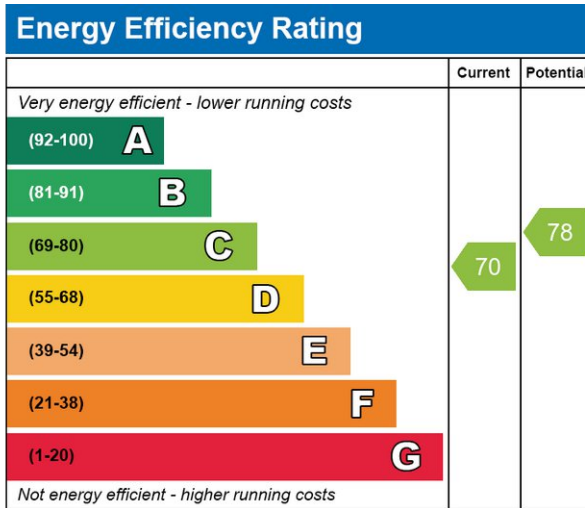 Energy Efficiency Rating
Current Potential
Very energy efficient - lower running costs
(92-100) A
(81-91) B
(69-80) C
(55-68) D
(39-54) E
(21-38) F
(1-20) G
70
78
Not energy efficient - higher running costs